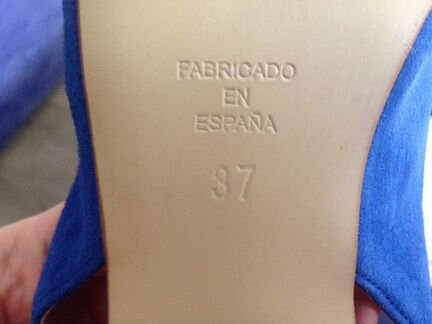 FABRICADO
EN
ESPAÑA
37